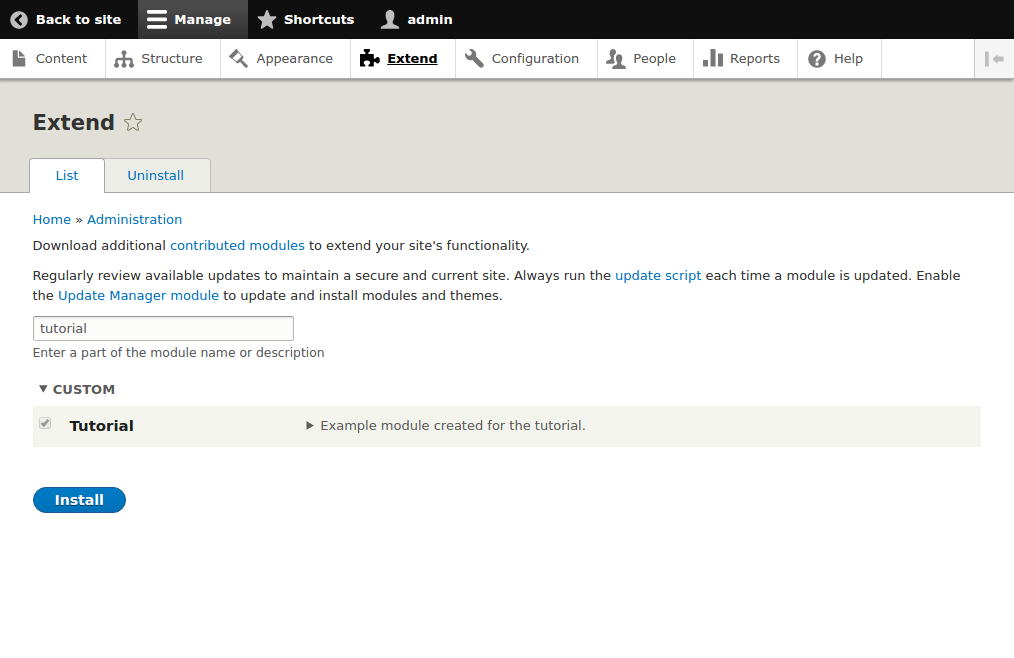 Back to site Manage Shortcuts admin
Content Structure Appearance Extend Configuration People Reports Help
Extend
List Uninstall
Home » Administration
Download additional contributed modules to extend your site's functionality.
Regularly review available updates to maintain a secure and current site. Always run the update script each time a module is updated. Enable
the Update Manager module to update and install modules and themes.
tutorial
Enter a part of the module name or description
CUSTOM
Tutorial Example module created for the tutorial.
Install